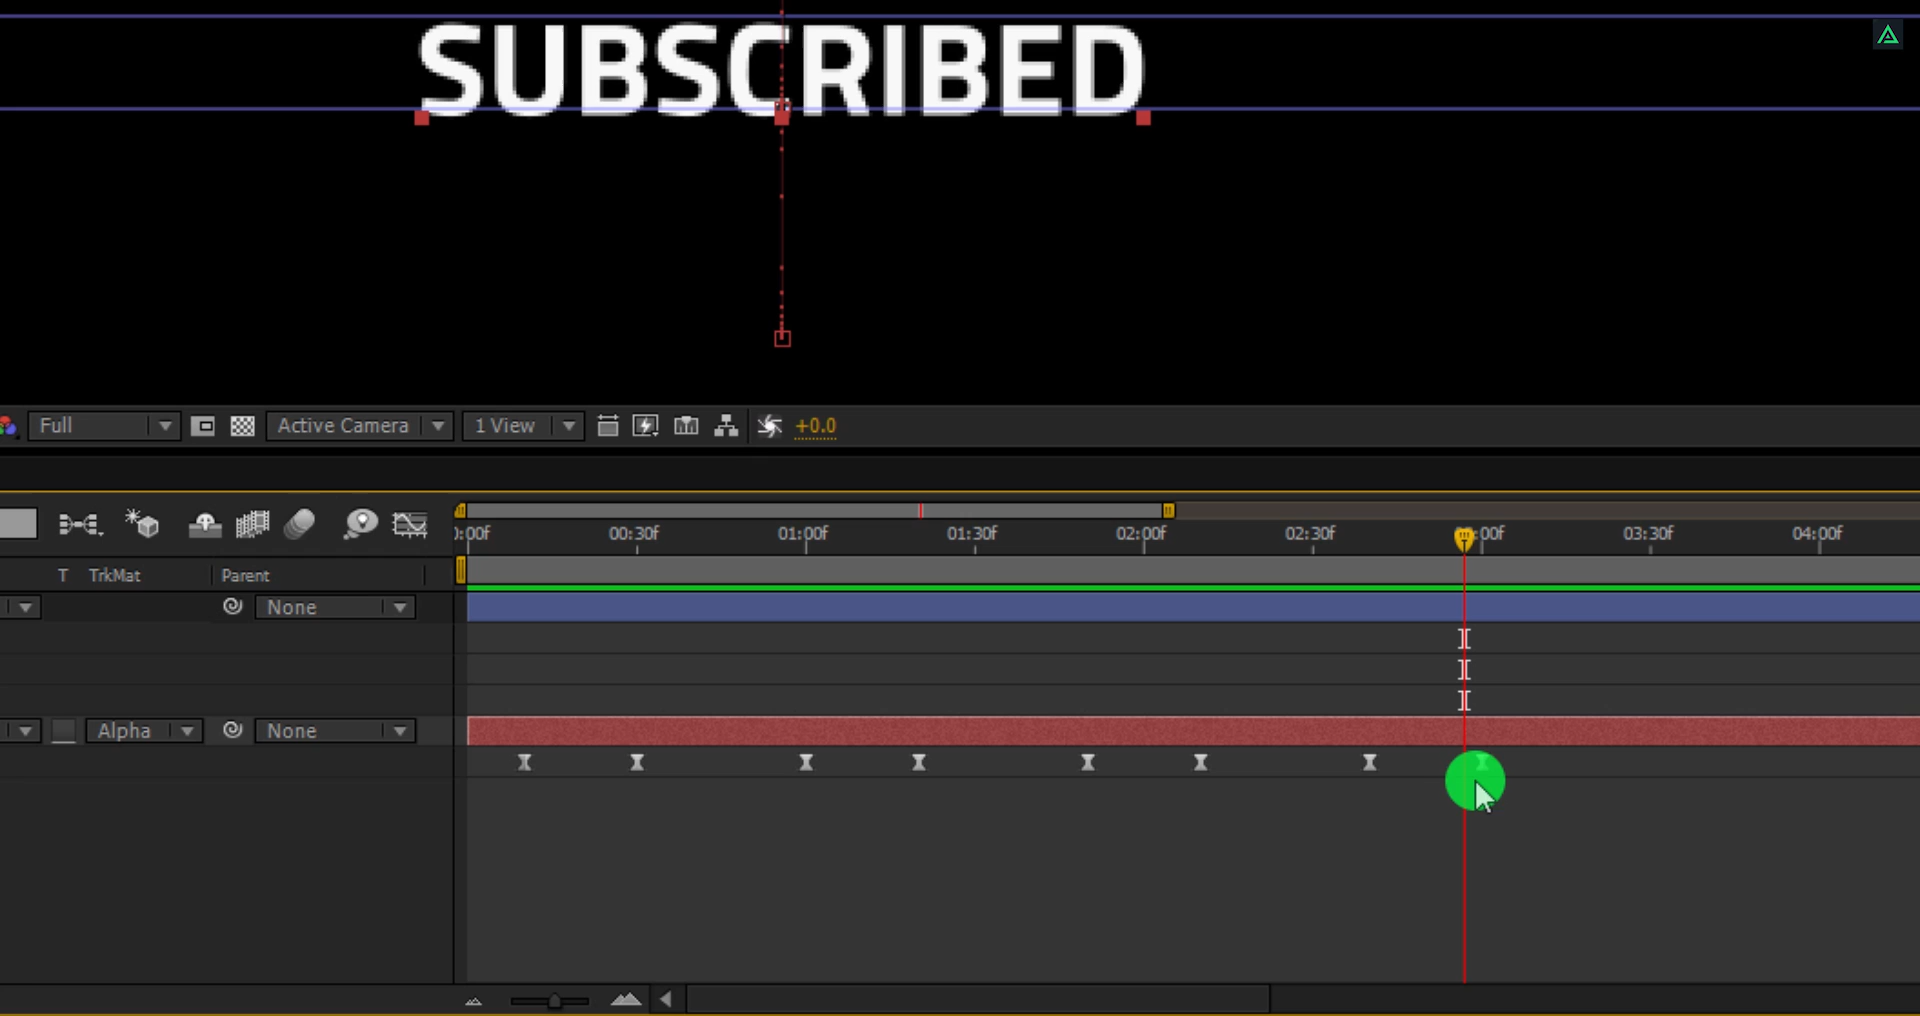 SUBSCRIBED
Full Active Camera 1 View +0.0
0:00f 00:30f 01:00f 01:30f 02:00f 02:30f :00f 03:30f 04:00f
T TrkMat Parent
None
Alpha None